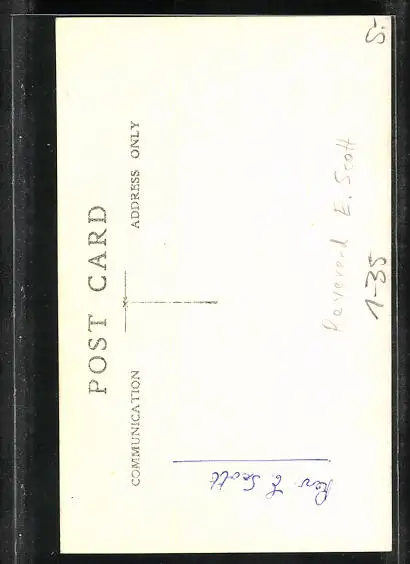 POST CARD
COMMUNICATION
ADDRESS ONLY
Rev E. Scott
Reverend E. Scott
1-35
S.